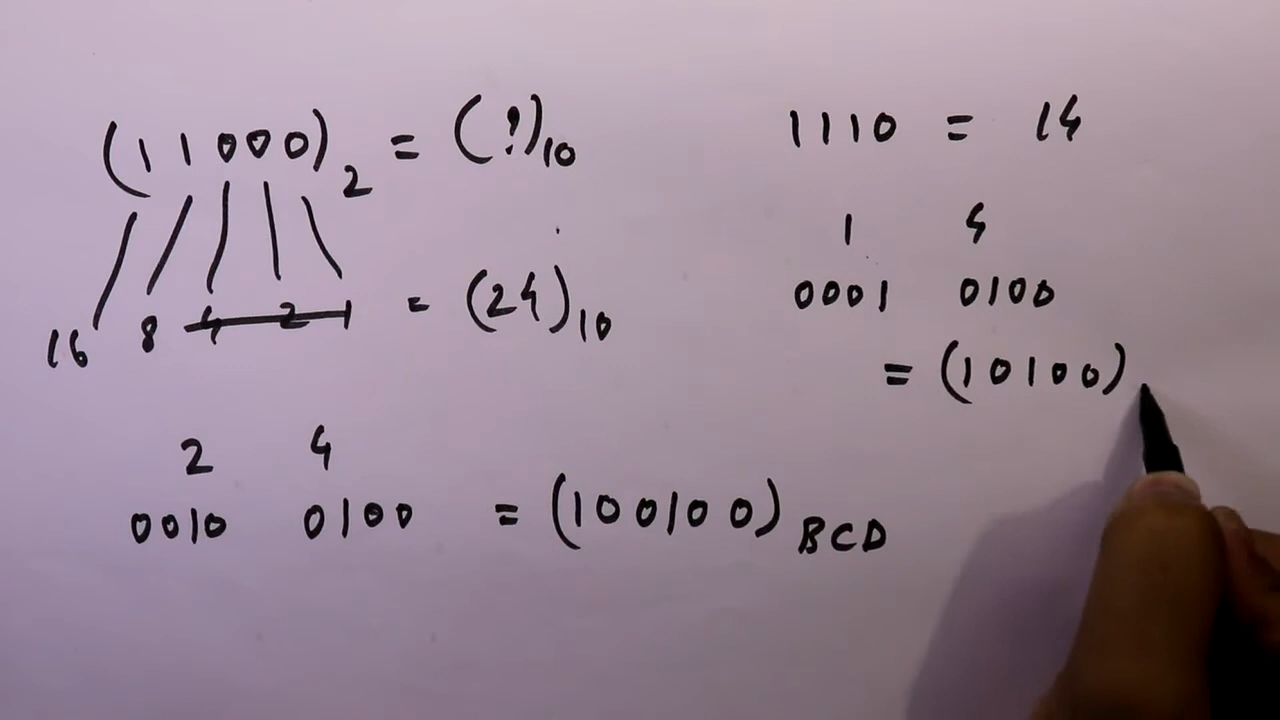 (11000)2 = (?)10
16 8 4 2 1 = (24)10
2 4
0010 0100 = (100100)BCD
1110 = 14
1 4
0001 0100
= (10100)